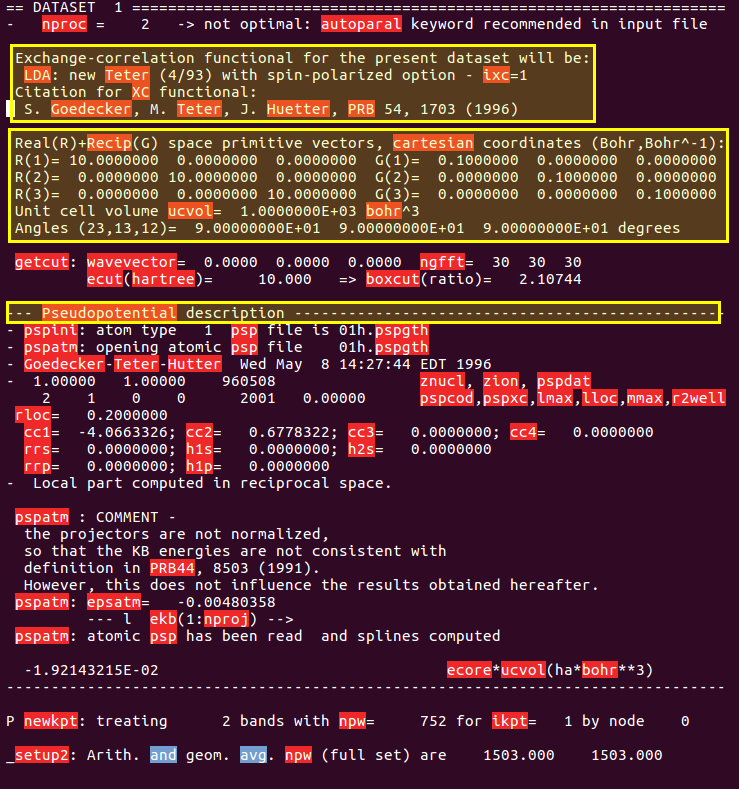 == DATASET  1 ==================================================================
-   nproc =    2   -> not optimal: autoparal keyword recommended in input file
Exchange-correlation functional for the present dataset will be:
LDA: new Teter (4/93) with spin-polarized option - ixc=1
Citation for XC functional:
S. Goedecker, M. Teter, J. Huetter, PRB 54, 1703 (1996)
Real(R)+Recip(G) space primitive vectors, cartesian coordinates (Bohr,Bohr^-1):
R(1)= 10.0000000  0.0000000  0.0000000  G(1)=  0.1000000  0.0000000  0.0000000
R(2)=  0.0000000 10.0000000  0.0000000  G(2)=  0.0000000  0.1000000  0.0000000
R(3)=  0.0000000  0.0000000 10.0000000  G(3)=  0.0000000  0.0000000  0.1000000
Unit cell volume ucvol=  1.0000000E+03 bohr^3
Angles (23,13,12)=  9.00000000E+01  9.00000000E+01  9.00000000E+01 degrees
getcut: wavevector=  0.0000  0.0000  0.0000  ngfft=  30  30  30
ecut(hartree)=     10.000   => boxcut(ratio)=   2.10744
--- Pseudopotential description ------------------------------------------------
- pspini: atom type   1  psp file is 01h.pspgth
- pspatm: opening atomic psp file    01h.pspgth
- Goedecker-Teter-Hutter  Wed May  8 14:27:44 EDT 1996
-  1.00000   1.00000    960508                znucl, zion, pspdat
2    1    0    0      2001   0.00000      pspcod,pspxc,lmax,lloc,mmax,r2well
rloc=   0.2000000
cc1=  -4.0663326; cc2=   0.6778322; cc3=   0.0000000; cc4=   0.0000000
rrs=   0.0000000; h1s=   0.0000000; h2s=   0.0000000
rrp=   0.0000000; h1p=   0.0000000
-  Local part computed in reciprocal space.
pspatm : COMMENT -
the projectors are not normalized,
so that the KB energies are not consistent with
definition in PRB44, 8503 (1991).
However, this does not influence the results obtained hereafter.
pspatm: epsatm=   -0.00480358
--- l  ekb(1:nproj) -->
pspatm: atomic psp has been read  and splines computed
-1.92143215E-02                                ecore*ucvol(ha*bohr**3)
--------------------------------------------------------------------------------
P newkpt: treating      2 bands with npw=     752 for ikpt=   1 by node    0
_setup2: Arith. and geom. avg. npw (full set) are    1503.000    1503.000